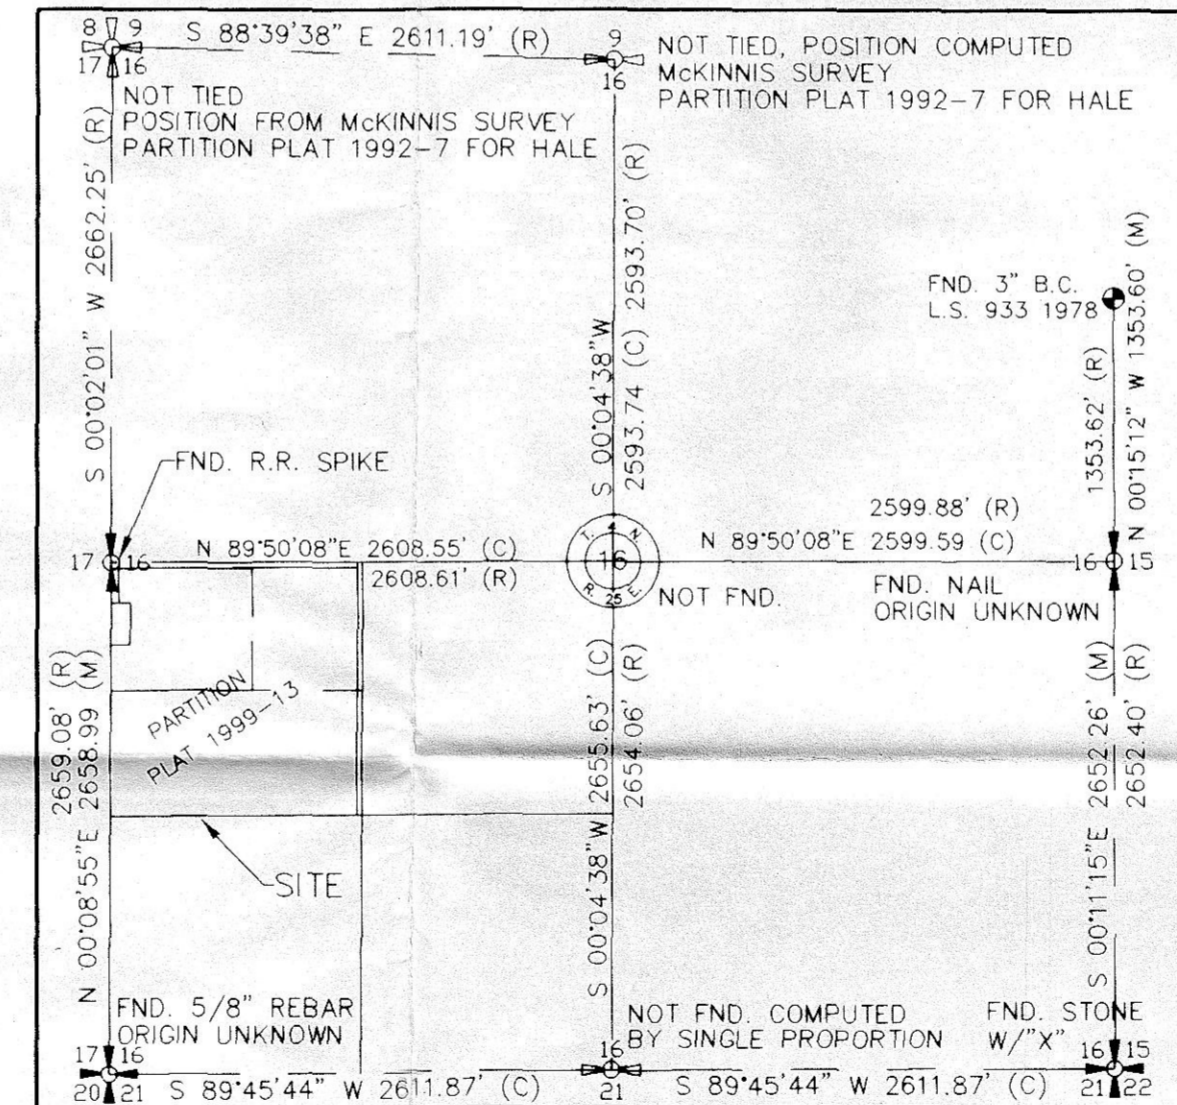 8 9
17 16
S 88°39'38" E 2611.19' (R)
9
16
NOT TIED, POSITION COMPUTED
McKINNIS SURVEY
PARTITION PLAT 1992-7 FOR HALE
NOT TIED
POSITION FROM McKINNIS SURVEY
PARTITION PLAT 1992-7 FOR HALE
S 00°02'01" W 2662.25' (R)
S 00°04'38"W 2593.74 (C) 2593.70' (R)
FND. 3" B.C.
L.S. 933 1978
1353.62' (R)
N 00°15'12" W 1353.60' (M)
FND. R.R. SPIKE
17 16
N 89°50'08"E 2608.55' (C)
2608.61' (R)
T. 4 N.
16
R. 25 E.
NOT FND.
2599.88' (R)
N 89°50'08"E 2599.59 (C)
16 15
FND. NAIL
ORIGIN UNKNOWN
2659.08' (R)
N 00°08'55"E 2658.99 (M)
PARTITION
PLAT 1999-13
SITE
S 00°04'38"W 2655.63' (C)
2654.06' (R)
S 00°11'15"E 2652.26' (M)
2652.40' (R)
FND. 5/8" REBAR
ORIGIN UNKNOWN
NOT FND. COMPUTED
BY SINGLE PROPORTION
FND. STONE
W/"X"
17 16
20 21
S 89°45'44" W 2611.87' (C)
16
21
S 89°45'44" W 2611.87' (C)
16 15
21 22